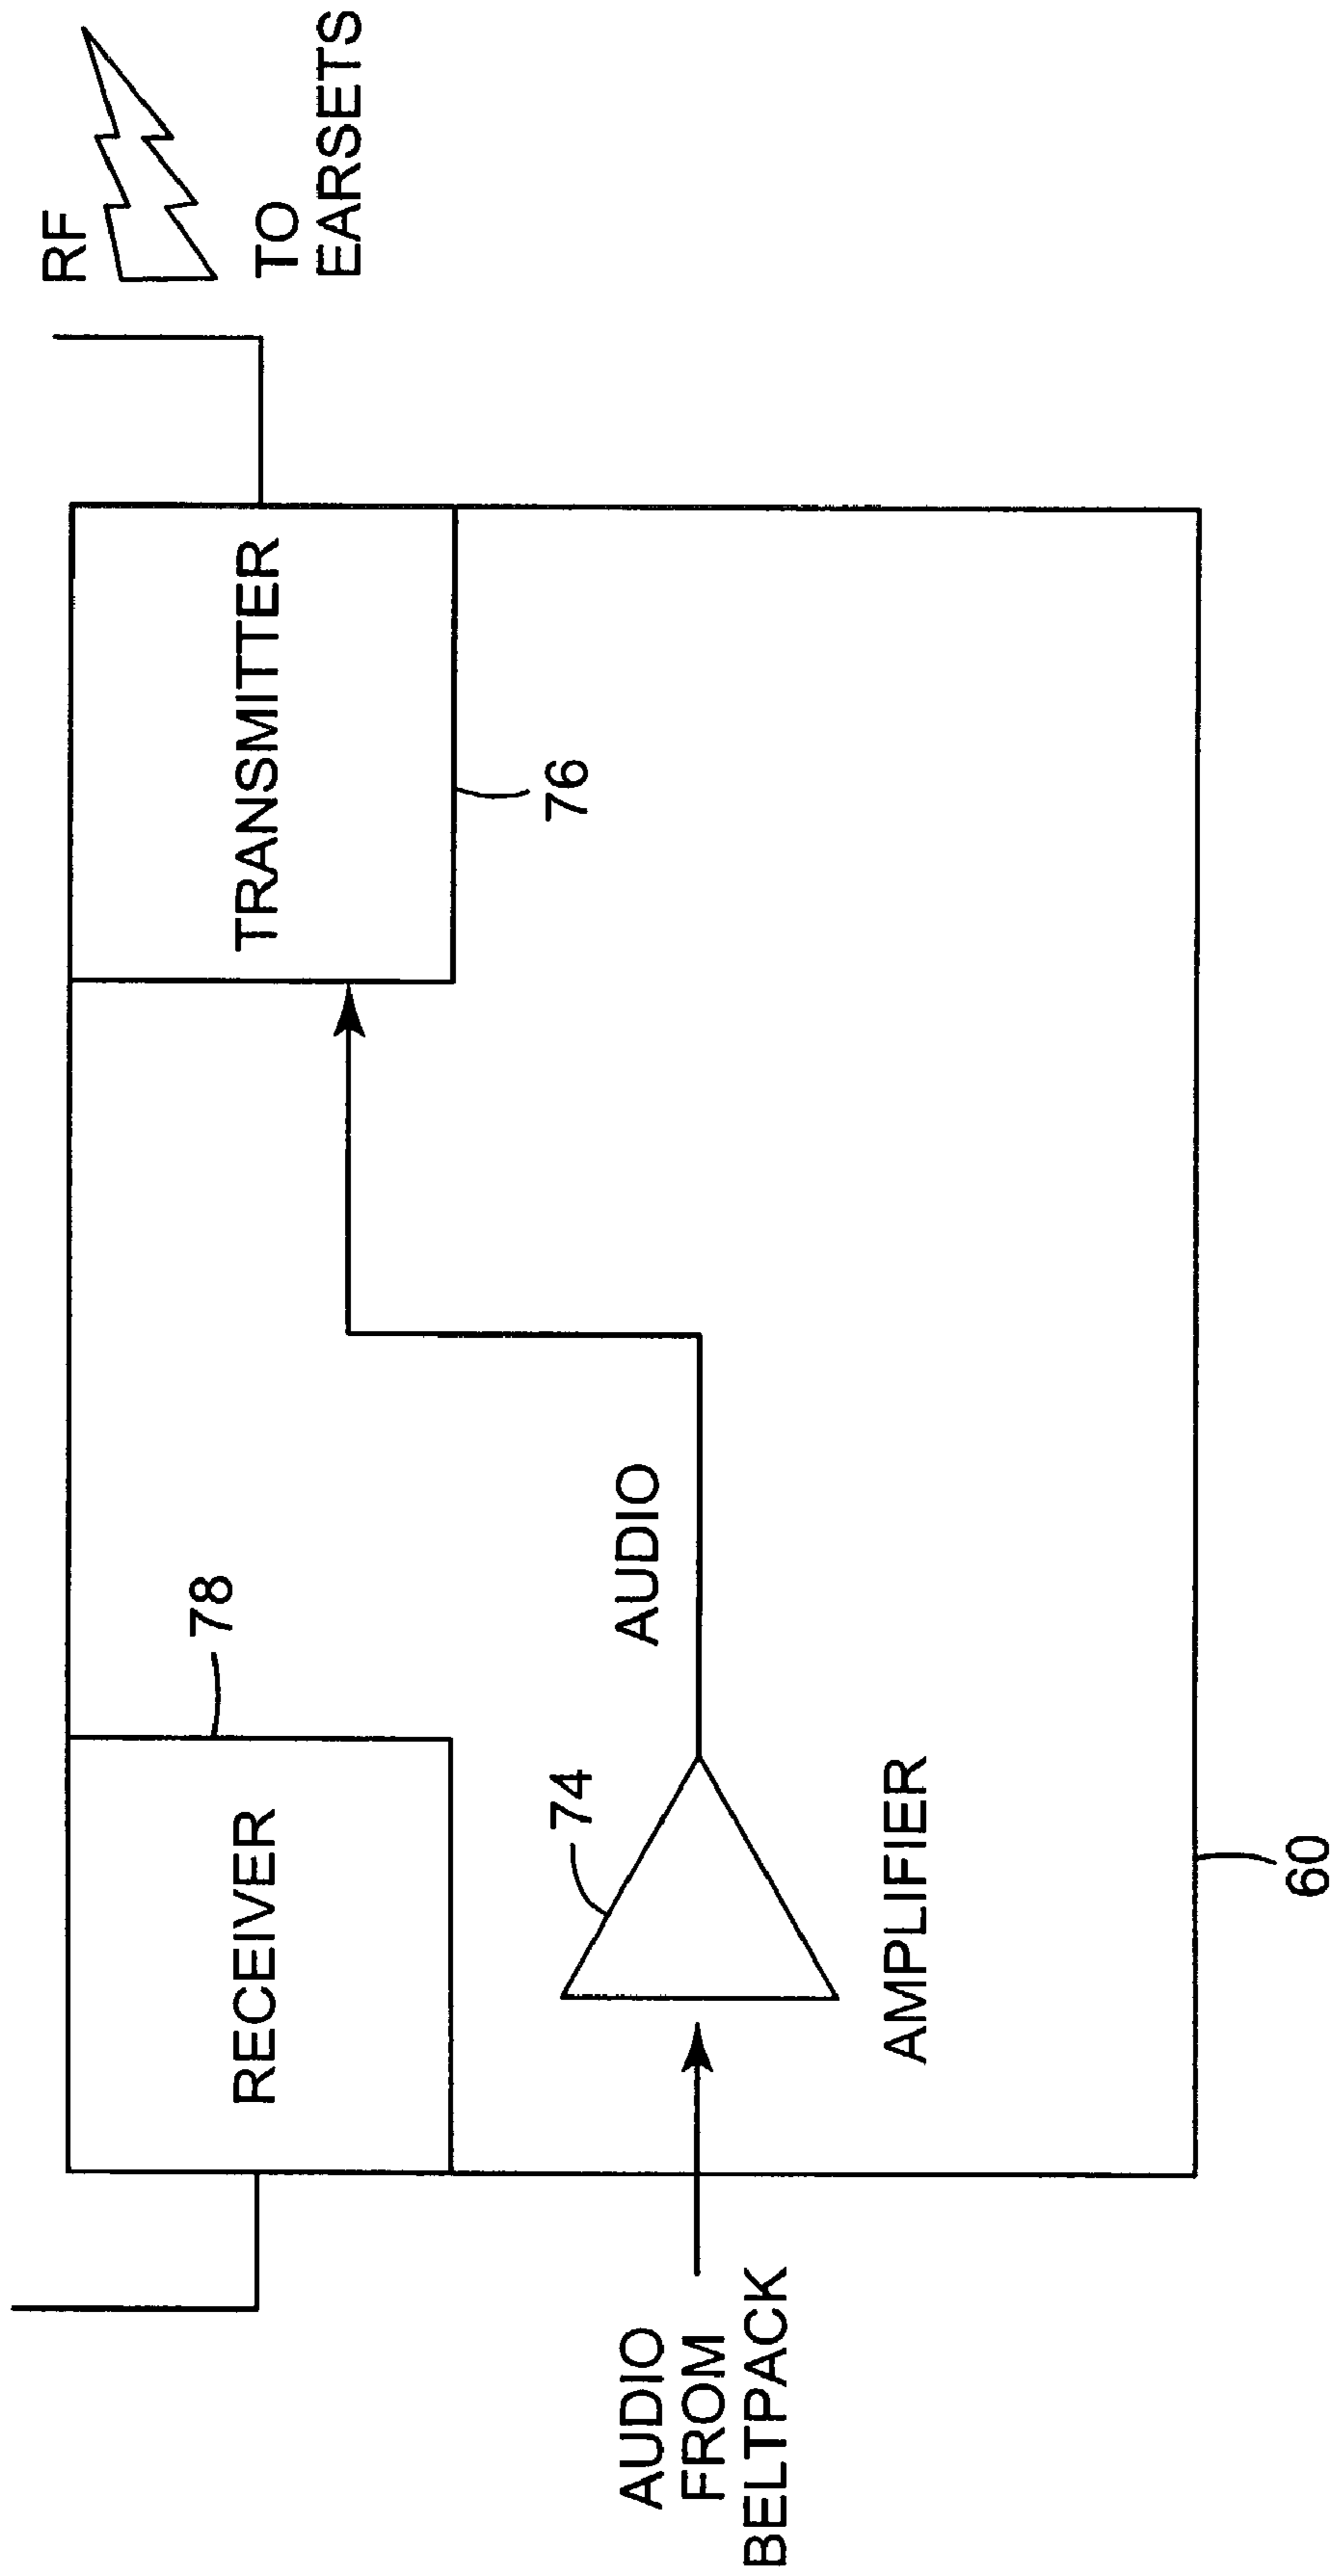 RF
TO
EARSETS
RECEIVER
78
TRANSMITTER
76
74
AUDIO
AUDIO
FROM
BELTPACK
AMPLIFIER
60